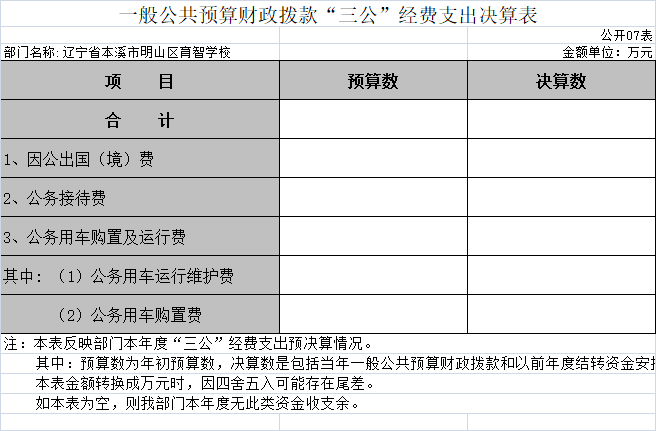 一般公共预算财政拨款“三公”经费支出决算表
公开07表
部门名称:辽宁省本溪市明山区育智学校 金额单位：万元
项 目 预算数 决算数
合 计
1、因公出国（境）费
2、公务接待费
3、公务用车购置及运行费
其中:（1）公务用车运行维护费
（2）公务用车购置费
注：本表反映部门本年度“三公”经费支出预决算情况。
其中：预算数为年初预算数，决算数是包括当年一般公共预算财政拨款和以前年度结转资金安排
本表金额转换成万元时，因四舍五入可能存在尾差。
如本表为空，则我部门本年度无此类资金收支余。